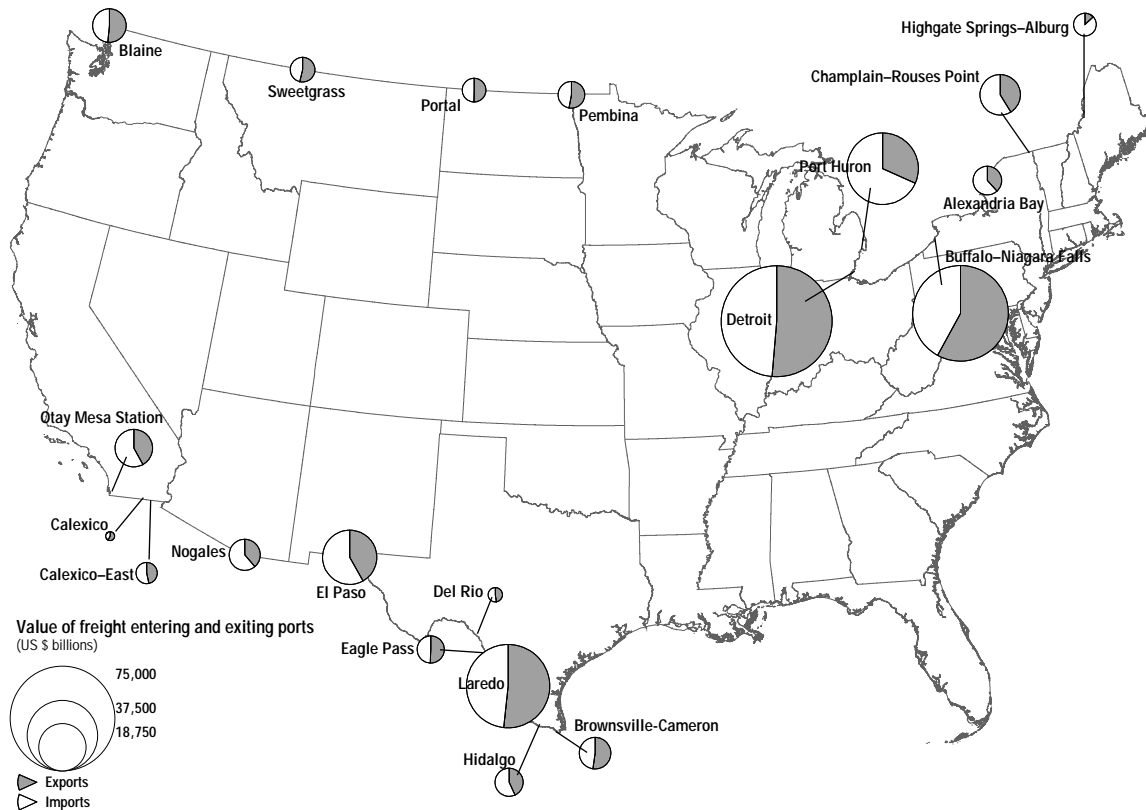 Highgate Springs–Alburg
Blaine
Champlain–Rouses Point
Sweetgrass
Portal
Pembina
Port Huron
Alexandria Bay
Buffalo–Niagara Falls
Detroit
Otay Mesa Station
Calexico
Nogales
Calexico–East
El Paso
Del Rio
Value of freight entering and exiting ports
(US $ billions)
Eagle Pass
75,000
Laredo
37,500
Brownsville-Cameron
18,750
Hidalgo
Exports
Imports